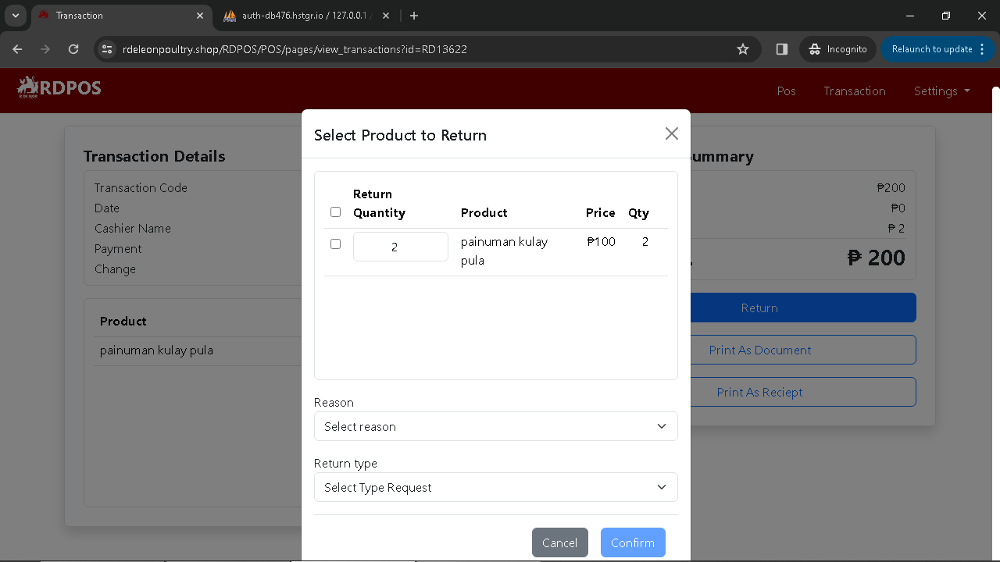 Transaction
auth-db476.hstgr.io / 127.0.0.1 /
rdeleonpoultry.shop/RDPOS/POS/pages/view_transactions?id=RD13622
Incognito
Relaunch to update
RDPOS
Pos
Transaction
Settings
Select Product to Return
Return Quantity
Product
Price
Qty
2
painuman kulay
pula
₱100
2
Reason
Select reason
Return type
Select Type Request
Cancel
Confirm
Transaction Details
Transaction Code
Date
Cashier Name
Payment
Change
Product
painuman kulay pula
ummary
₱200
₱0
₱ 2
₱ 200
Return
Print As Document
Print As Reciept